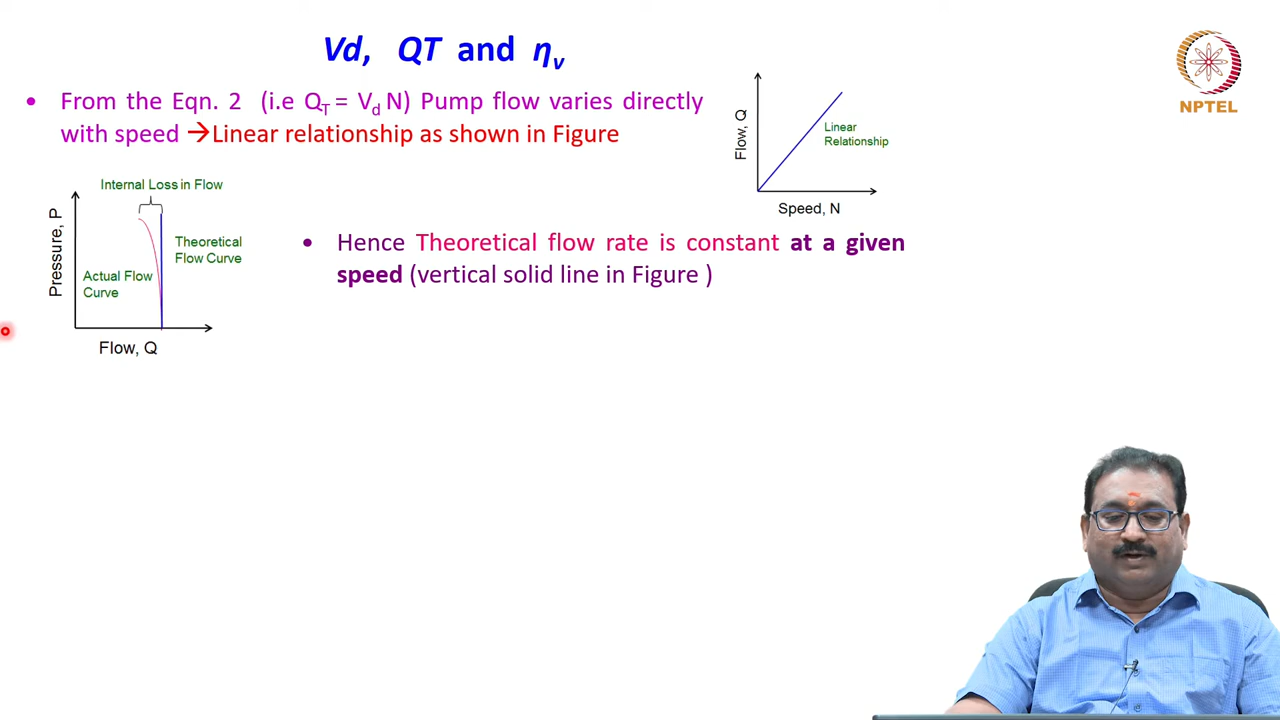 Vd, QT and ηv
NPTEL
• From the Eqn. 2 (i.e QT = Vd N) Pump flow varies directly
with speed →Linear relationship as shown in Figure
Flow, Q
Linear
Relationship
Speed, N
Internal Loss in Flow
Pressure, P
Theoretical
Flow Curve
Actual Flow
Curve
Flow, Q
• Hence Theoretical flow rate is constant at a given
speed (vertical solid line in Figure )